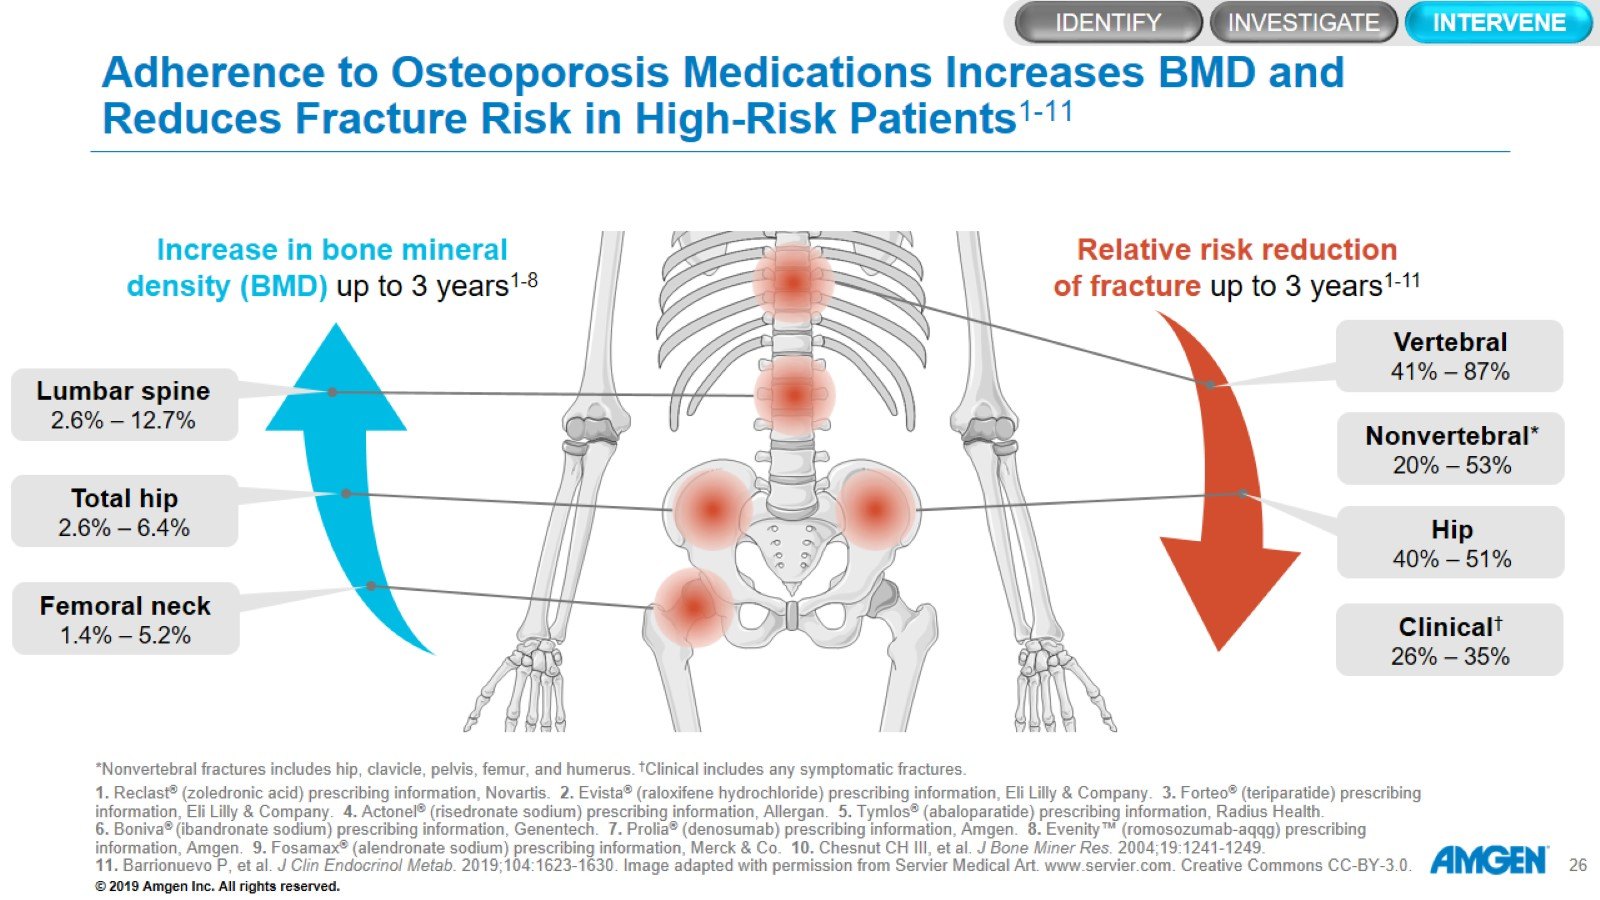 IDENTIFY
INVESTIGATE
INTERVENE
Adherence to Osteoporosis Medications Increases BMD and
Reduces Fracture Risk in High-Risk Patients1-11
Increase in bone mineral
density (BMD) up to 3 years1-8
Lumbar spine
2.6% – 12.7%
Total hip
2.6% – 6.4%
Femoral neck
1.4% – 5.2%
Relative risk reduction
of fracture up to 3 years1-11
Vertebral
41% – 87%
Nonvertebral*
20% – 53%
Hip
40% – 51%
Clinical†
26% – 35%
*Nonvertebral fractures includes hip, clavicle, pelvis, femur, and humerus. †Clinical includes any symptomatic fractures.
1. Reclast® (zoledronic acid) prescribing information, Novartis. 2. Evista® (raloxifene hydrochloride) prescribing information, Eli Lilly & Company. 3. Forteo® (teriparatide) prescribing
information, Eli Lilly & Company. 4. Actonel® (risedronate sodium) prescribing information, Allergan. 5. Tymlos® (abaloparatide) prescribing information, Radius Health.
6. Boniva® (ibandronate sodium) prescribing information, Genentech. 7. Prolia® (denosumab) prescribing information, Amgen. 8. Evenity™ (romosozumab-aqqg) prescribing
information, Amgen. 9. Fosamax® (alendronate sodium) prescribing information, Merck & Co. 10. Chesnut CH III, et al. J Bone Miner Res. 2004;19:1241-1249.
11. Barrionuevo P, et al. J Clin Endocrinol Metab. 2019;104:1623-1630. Image adapted with permission from Servier Medical Art. www.servier.com. Creative Commons CC-BY-3.0.
© 2019 Amgen Inc. All rights reserved.
AMGEN®
26